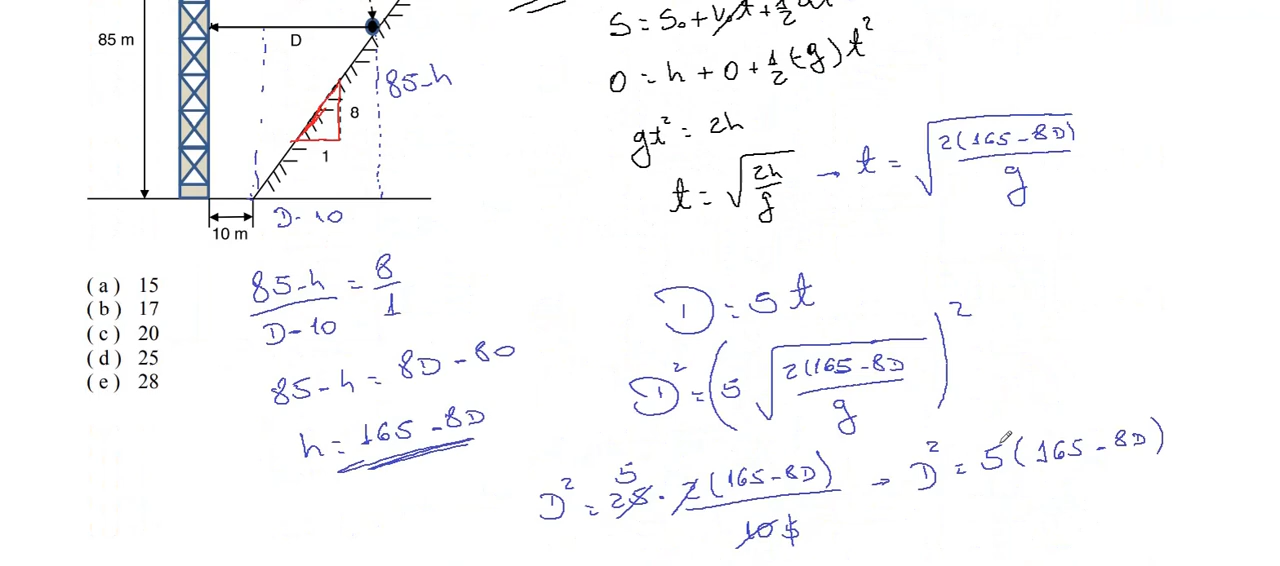 S = S₀ + V₀t + ½at²
85 m
D
0 = h + 0 + ½(-g)t²
85-h
8
gt² = 2h
1
t = √(2h/g) → t = √(2(165-8D)/g)
D-10
10 m
(a) 15
(b) 17
(c) 20
(d) 25
(e) 28
(85-h)/(D-10) = 8/1
85-h = 8D-80
h = 165-8D
D = 5t
D² = (5√(2(165-8D/g))²
D² = 25 · 2(165-8D)/10 5 5 → D² = 5(165-8D)